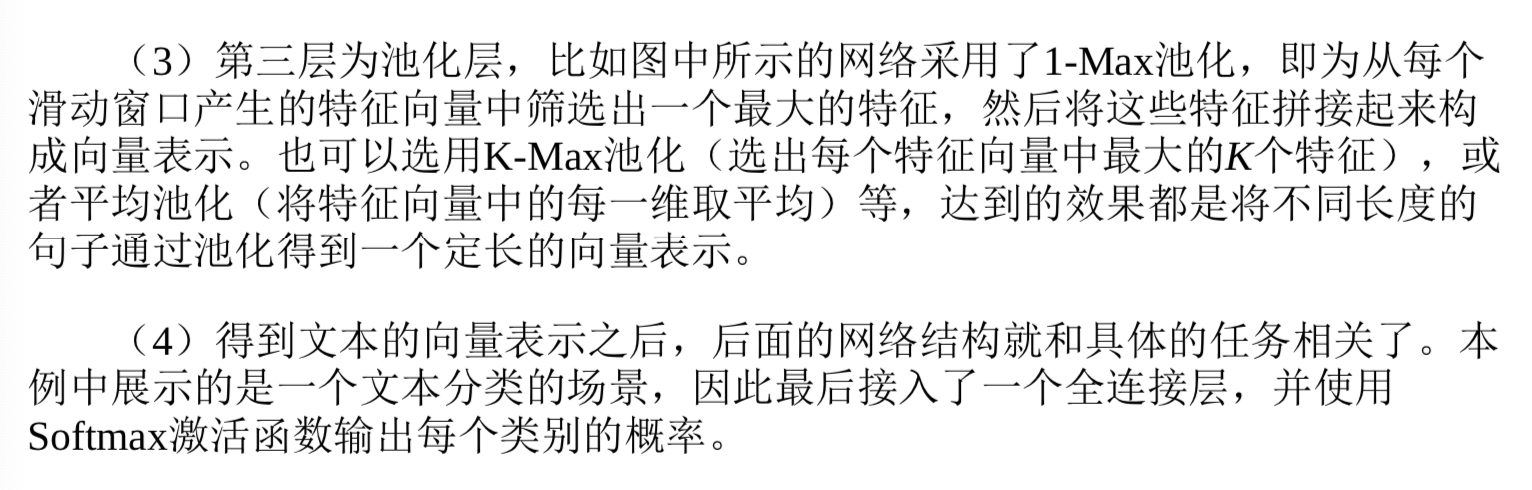 （3）第三层为池化层，比如图中所示的网络采用了1-Max池化，即为从每个
滑动窗口产生的特征向量中筛选出一个最大的特征，然后将这些特征拼接起来构
成向量表示。也可以选用K-Max池化（选出每个特征向量中最大的K个特征），或
者平均池化（将特征向量中的每一维取平均）等，达到的效果都是将不同长度的
句子通过池化得到一个定长的向量表示。
（4）得到文本的向量表示之后，后面的网络结构就和具体的任务相关了。本
例中展示的是一个文本分类的场景，因此最后接入了一个全连接层，并使用
Softmax激活函数输出每个类别的概率。